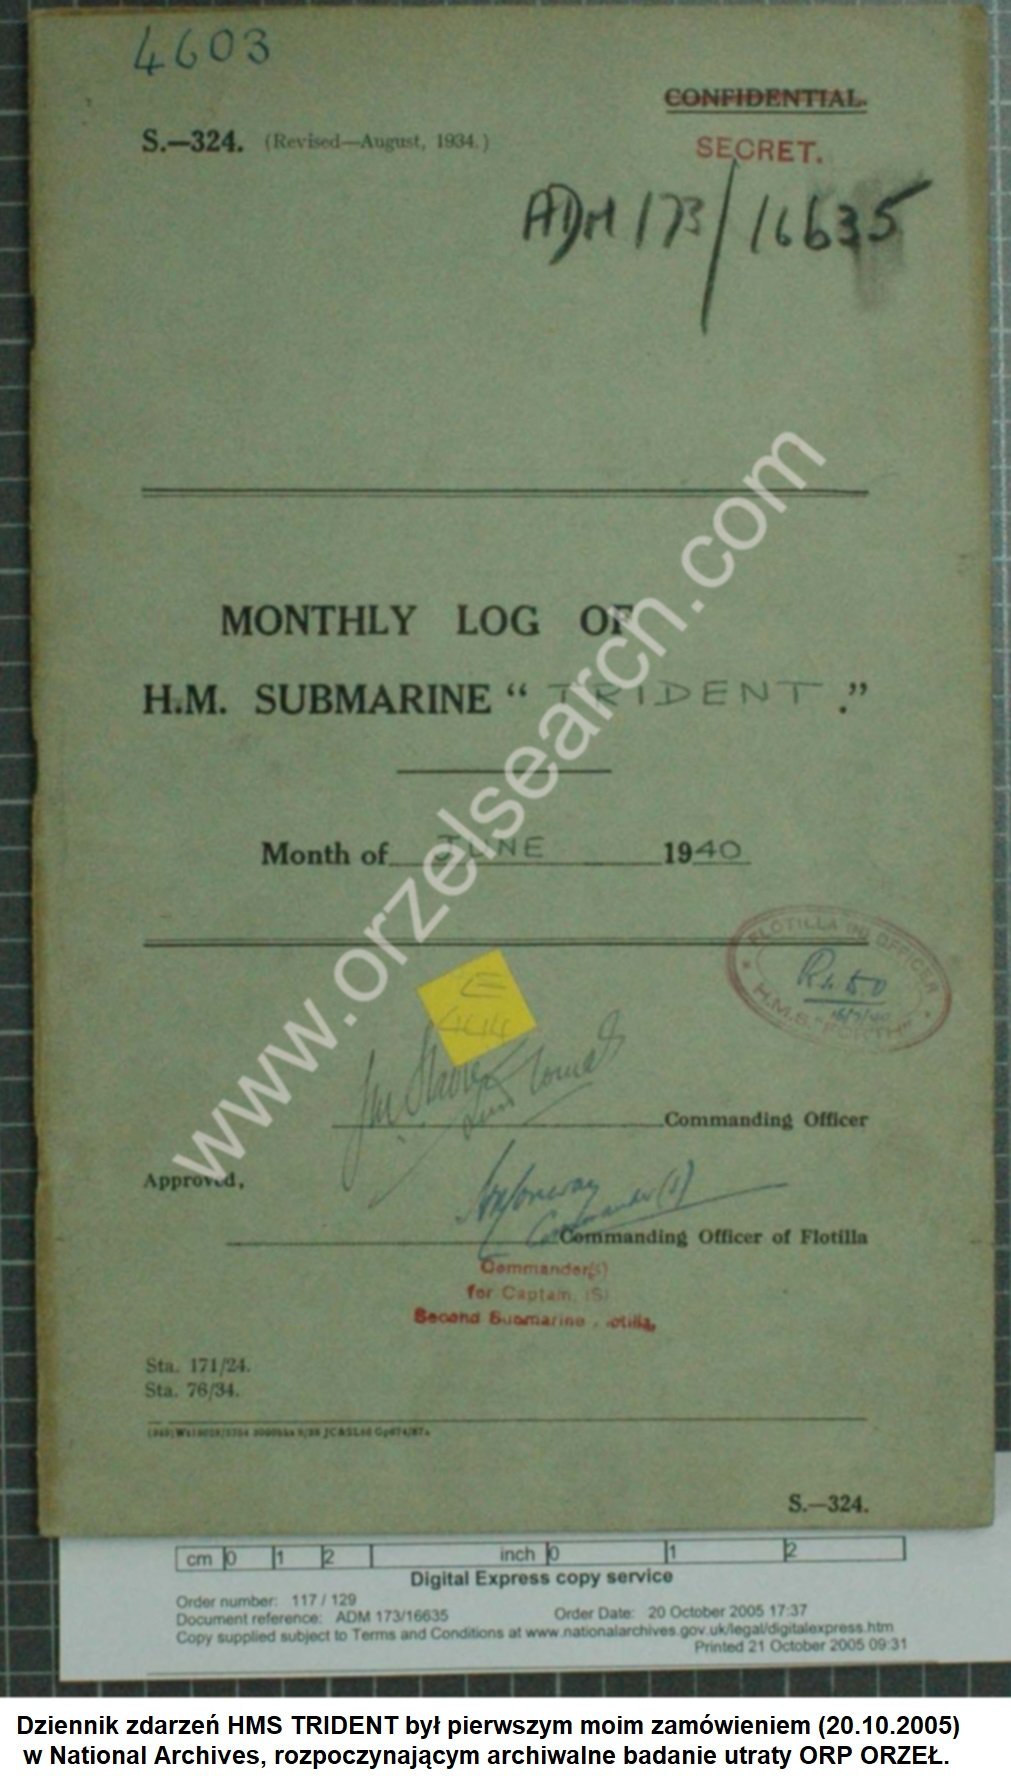 4603
CONFIDENTIAL.
S.—324. (Revised—August, 1934.)
SECRET.
ADM 173/16635
MONTHLY LOG OF
H.M. SUBMARINE “ TRIDENT .”
Month of JUNE 1940
FLOTILLA OFFICER
H.M.S. "FORTH"
Commanding Officer
Approved,
Commander (S)
Commanding Officer of Flotilla
Commander(S)
for Captain (S)
Second Submarine Flotilla.
Sta. 171/24.
Sta. 76/34.
S.—324.
cm 0 1 2 inch 0 1 2
Digital Express copy service
Order number: 117 / 129
Document reference: ADM 173/16635 Order Date: 20 October 2005 17:37
Copy supplied subject to Terms and Conditions at www.nationalarchives.gov.uk/legal/digitalexpress.htm
Printed 21 October 2005 09:31
www.orzelsearch.com
Dziennik zdarzeń HMS TRIDENT był pierwszym moim zamówieniem (20.10.2005)
w National Archives, rozpoczynającym archiwalne badanie utraty ORP ORZEŁ.